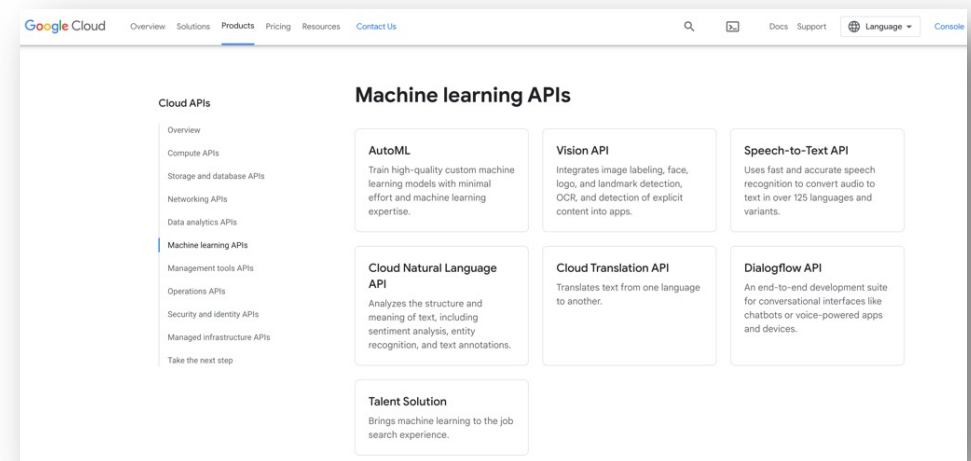 Google Cloud
Overview Solutions Products Pricing Resources Contact Us
Docs Support Language Console
Cloud APIs
Overview
Compute APIs
Storage and database APIs
Networking APIs
Data analytics APIs
Machine learning APIs
Management tools APIs
Operations APIs
Security and identity APIs
Managed infrastructure APIs
Take the next step
Machine learning APIs
AutoML
Train high-quality custom machine
learning models with minimal
effort and machine learning
expertise.
Vision API
Integrates image labeling, face,
logo, and landmark detection,
OCR, and detection of explicit
content into apps.
Speech-to-Text API
Uses fast and accurate speech
recognition to convert audio to
text in over 125 languages and
variants.
Cloud Natural Language
API
Analyzes the structure and
meaning of text, including
sentiment analysis, entity
recognition, and text annotations.
Cloud Translation API
Translates text from one language
to another.
Dialogflow API
An end-to-end development suite
for conversational interfaces like
chatbots or voice-powered apps
and devices.
Talent Solution
Brings machine learning to the job
search experience.